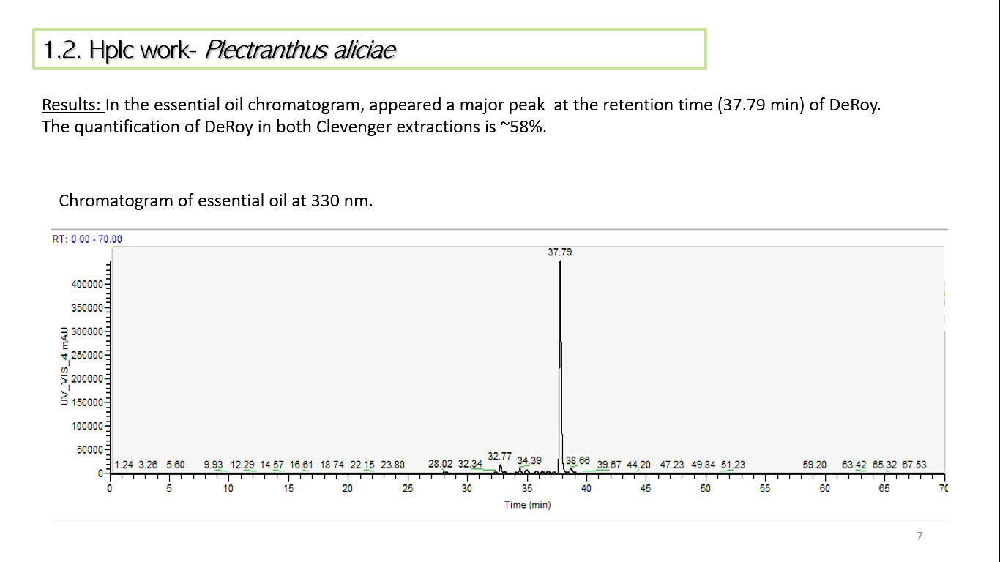 1.2. Hplc work- Plectranthus aliciae
Results: In the essential oil chromatogram, appeared a major peak at the retention time (37.79 min) of DeRoy.
The quantification of DeRoy in both Clevenger extractions is ~58%.
Chromatogram of essential oil at 330 nm.
RT: 0.00 - 70.00
37.79
400000
350000
300000
250000
200000
150000
100000
50000
0
UV_VIS_4 mAU
1.24 3.26 5.60 9.93 12.29 14.57 16.61 18.74 22.15 23.80 28.02 32.34 32.77 34.39 38.66 39.67 44.20 47.23 49.84 51.23 59.20 63.42 65.32 67.53
0 5 10 15 20 25 30 35 40 45 50 55 60 65 70
Time (min)
7